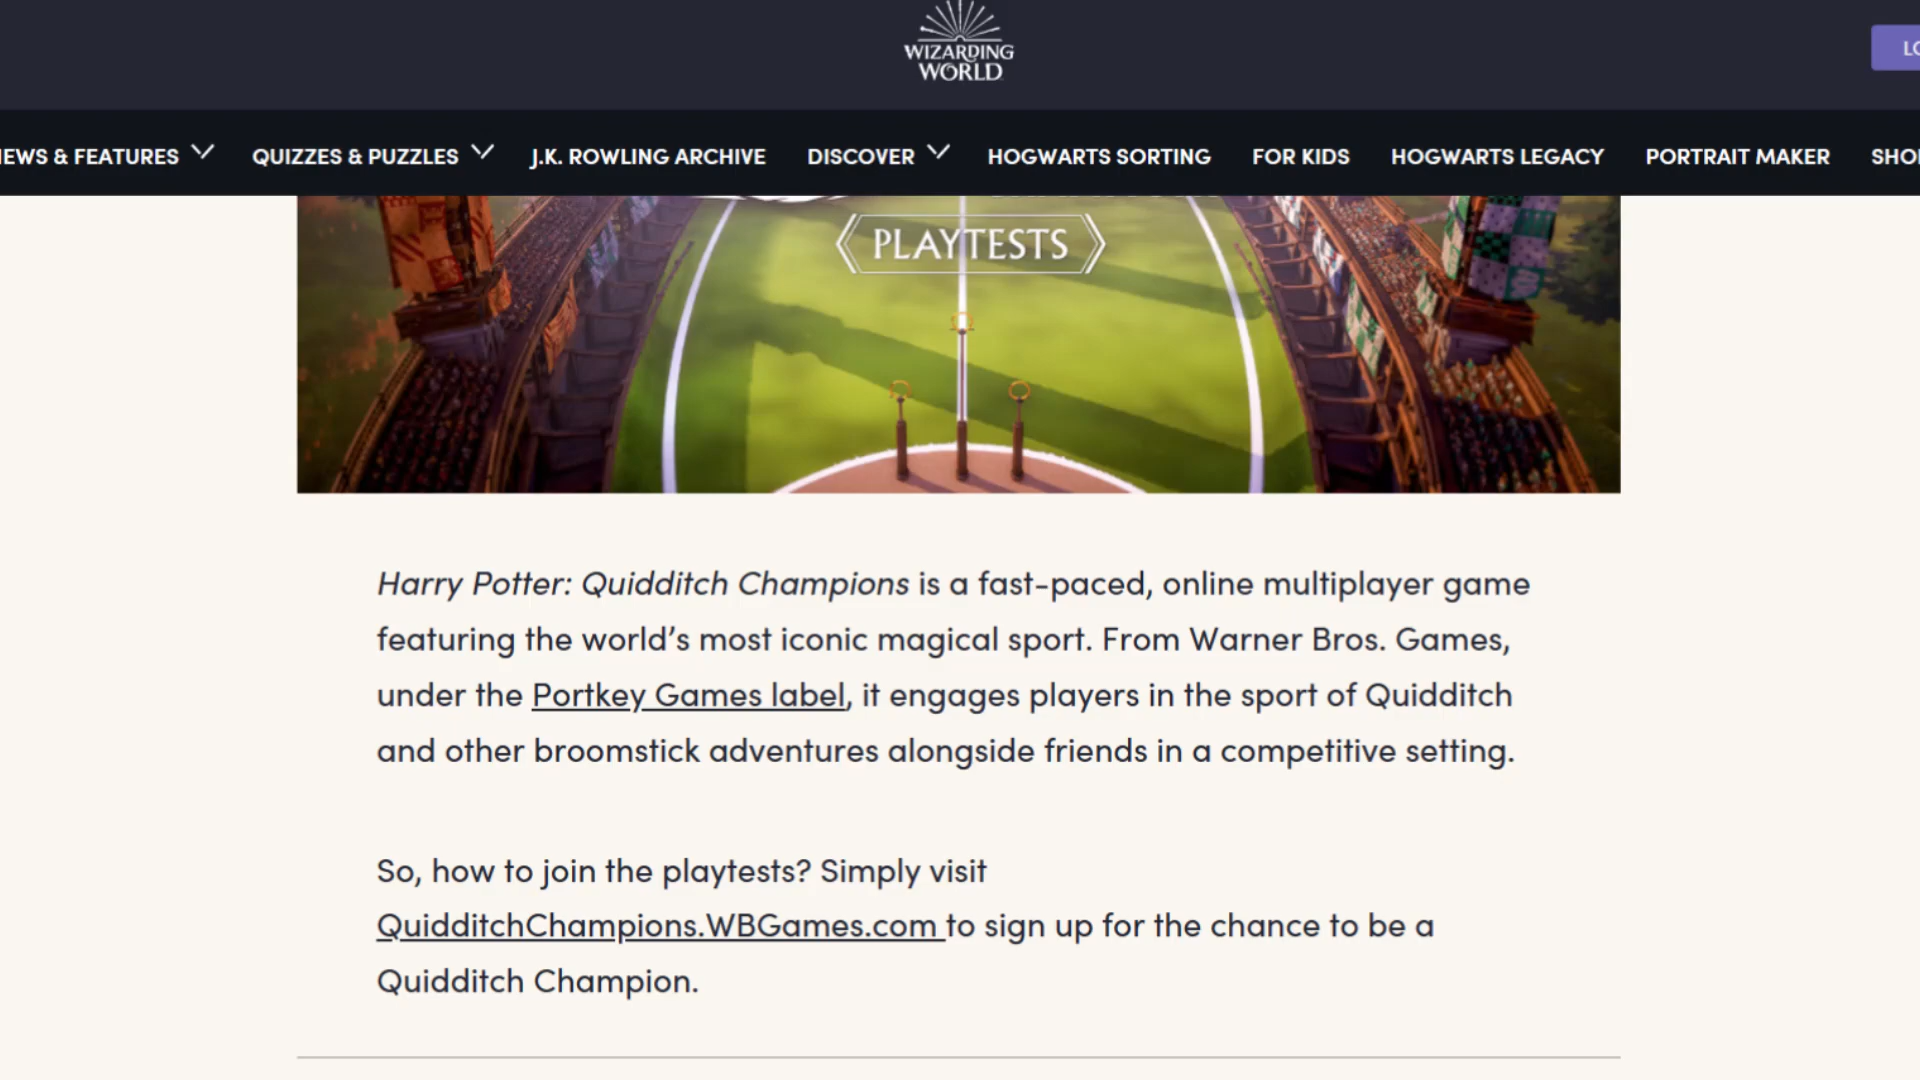 WIZARDING
WORLD
EWS & FEATURES QUIZZES & PUZZLES J.K. ROWLING ARCHIVE DISCOVER HOGWARTS SORTING FOR KIDS HOGWARTS LEGACY PORTRAIT MAKER
PLAYTESTS
Harry Potter: Quidditch Champions is a fast-paced, online multiplayer game
featuring the world’s most iconic magical sport. From Warner Bros. Games,
under the Portkey Games label, it engages players in the sport of Quidditch
and other broomstick adventures alongside friends in a competitive setting.
So, how to join the playtests? Simply visit
QuidditchChampions.WBGames.com to sign up for the chance to be a
Quidditch Champion.